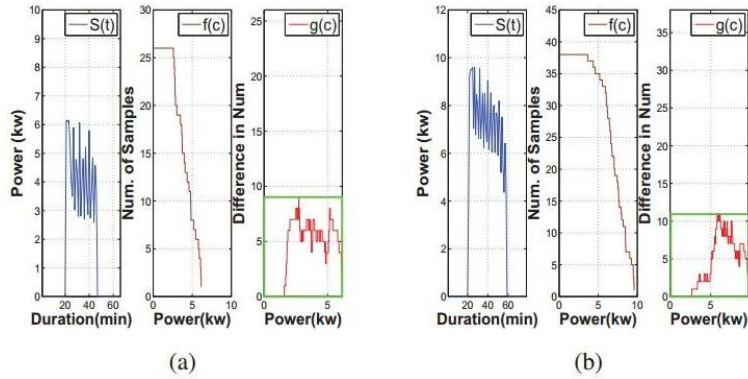 S(t)
Power (kw)
10
9
8
7
6
5
4
3
2
1
0
20 40 60
Duration(min)
f(c)
Num. of Samples
30
25
20
15
10
5
0
0 5 10
Power(kw)
g(c)
Difference in Num
25
20
15
10
5
0
5
Power(kw)
(a)
S(t)
Power (kw)
12
10
8
6
4
2
0
0 20 40 60
Duration(min)
f(c)
Num. of Samples
45
40
35
30
25
20
15
10
5
0
0 5 10
Power(kw)
g(c)
Difference in Num
35
30
25
20
15
10
5
0
5
Power(kw)
(b)